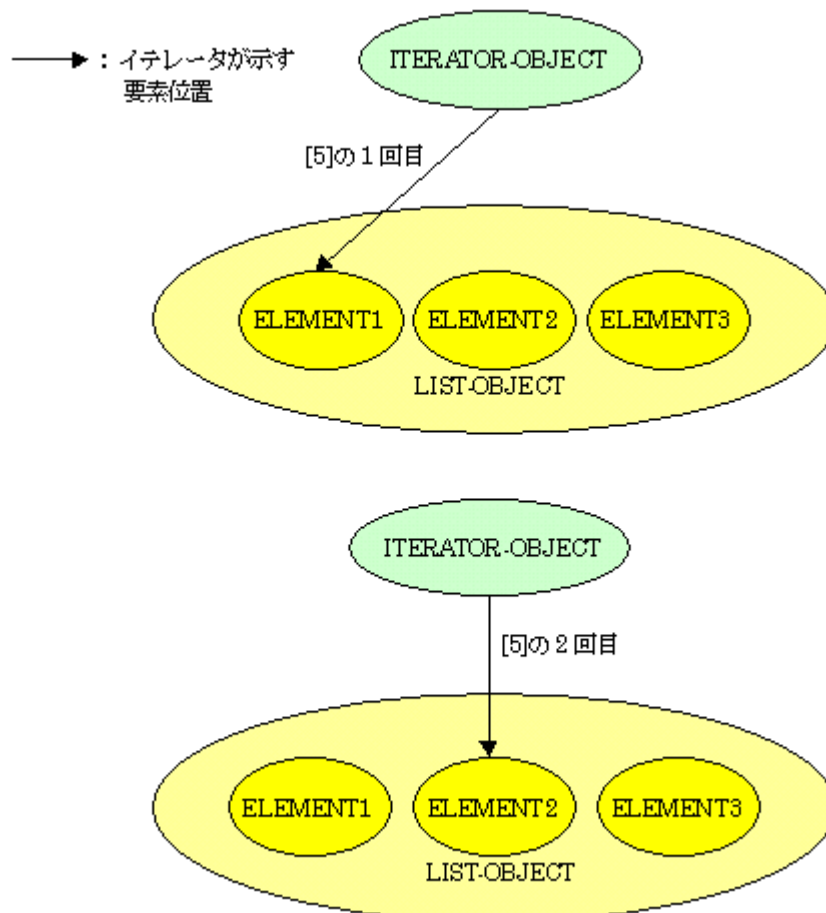 :イテレータが示す
要素位置
ITERATOR-OBJECT
[5]の1回目
ELEMENT1 ELEMENT2 ELEMENT3
LIST-OBJECT
ITERATOR-OBJECT
[5]の2回目
ELEMENT1 ELEMENT2 ELEMENT3
LIST-OBJECT